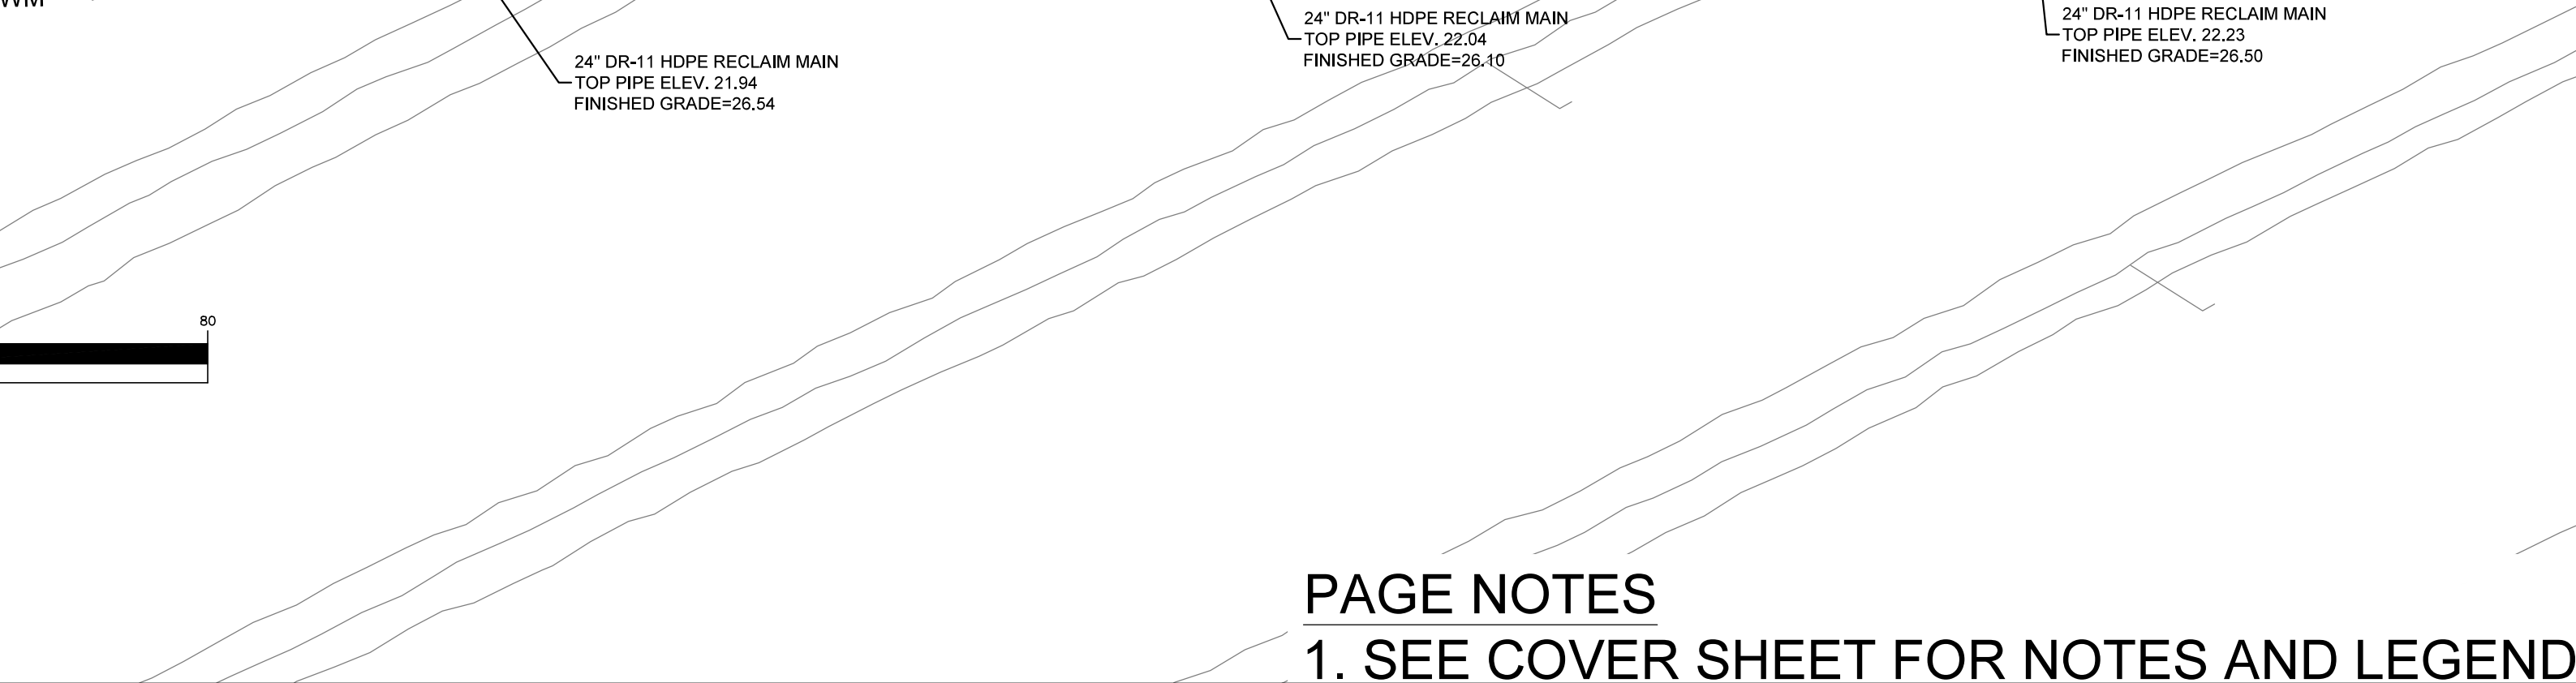 WM
24" DR-11 HDPE RECLAIM MAIN
TOP PIPE ELEV. 21.94
FINISHED GRADE=26.54
24" DR-11 HDPE RECLAIM MAIN
TOP PIPE ELEV. 22.04
FINISHED GRADE=26.10
24" DR-11 HDPE RECLAIM MAIN
TOP PIPE ELEV. 22.23
FINISHED GRADE=26.50
80
PAGE NOTES
1. SEE COVER SHEET FOR NOTES AND LEGEND